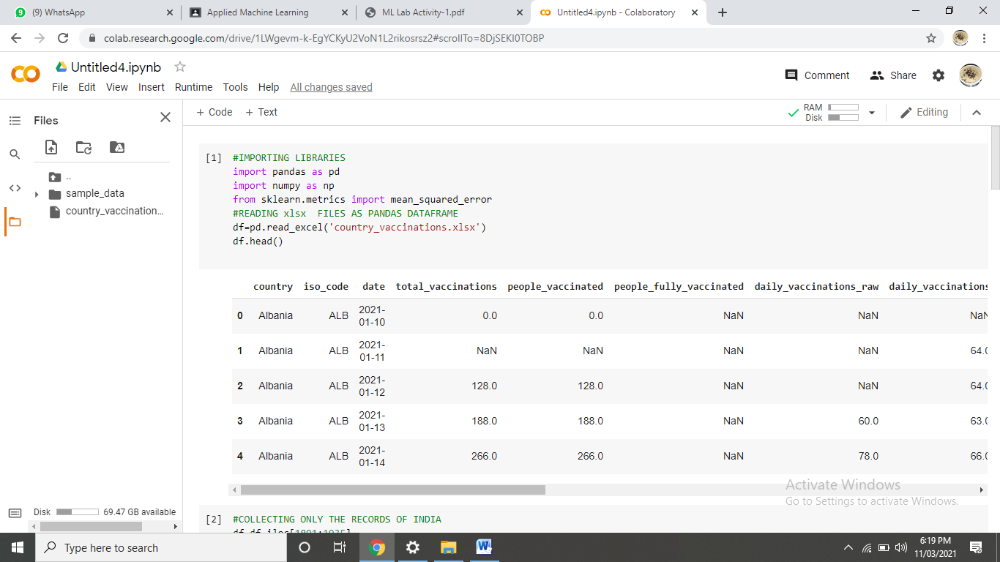 (9) WhatsApp
Applied Machine Learning
ML Lab Activity-1.pdf
Untitled4.ipynb - Colaboratory
colab.research.google.com/drive/1LWgevm-k-EgYCKyU2VoN1L2rikosrsz2#scrollTo=8DjSEKI0TOBP
Untitled4.ipynb
Comment
Share
File Edit View Insert Runtime Tools Help All changes saved
Files
+ Code + Text
RAM
Disk
Editing
..
sample_data
country_vaccination...
[1] #IMPORTING LIBRARIES
import pandas as pd
import numpy as np
from sklearn.metrics import mean_squared_error
#READING xlsx  FILES AS PANDAS DATAFRAME
df=pd.read_excel('country_vaccinations.xlsx')
df.head()
country iso_code date total_vaccinations people_vaccinated people_fully_vaccinated daily_vaccinations_raw daily_vaccinations
0 Albania ALB 2021-01-10 0.0 0.0 NaN NaN NaN
1 Albania ALB 2021-01-11 NaN NaN NaN NaN 64.0
2 Albania ALB 2021-01-12 128.0 128.0 NaN NaN 64.0
3 Albania ALB 2021-01-13 188.0 188.0 NaN 60.0 63.0
4 Albania ALB 2021-01-14 266.0 266.0 NaN 78.0 66.0
Activate Windows
Go to Settings to activate Windows.
Disk 69.47 GB available
[2] #COLLECTING ONLY THE RECORDS OF INDIA
Type here to search
6:19 PM
11/03/2021